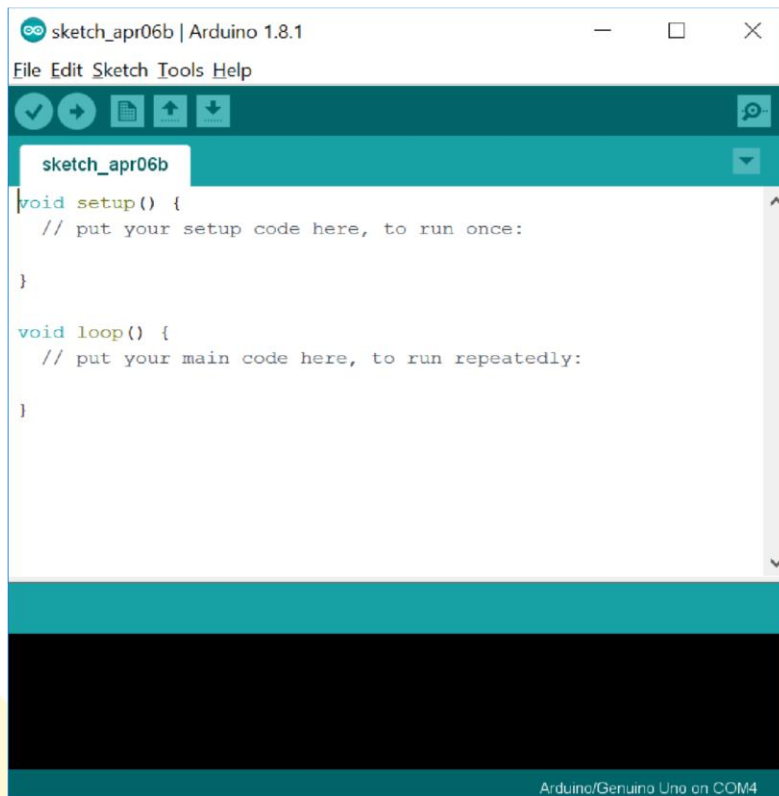 sketch_apr06b | Arduino 1.8.1
File Edit Sketch Tools Help
sketch_apr06b
void setup() {
  // put your setup code here, to run once:
}
void loop() {
  // put your main code here, to run repeatedly:
}
Arduino/Genuino Uno on COM4